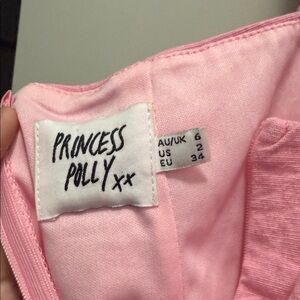 PRINCESS
POLLY xx
AU/UK 6
US 2
EU 34